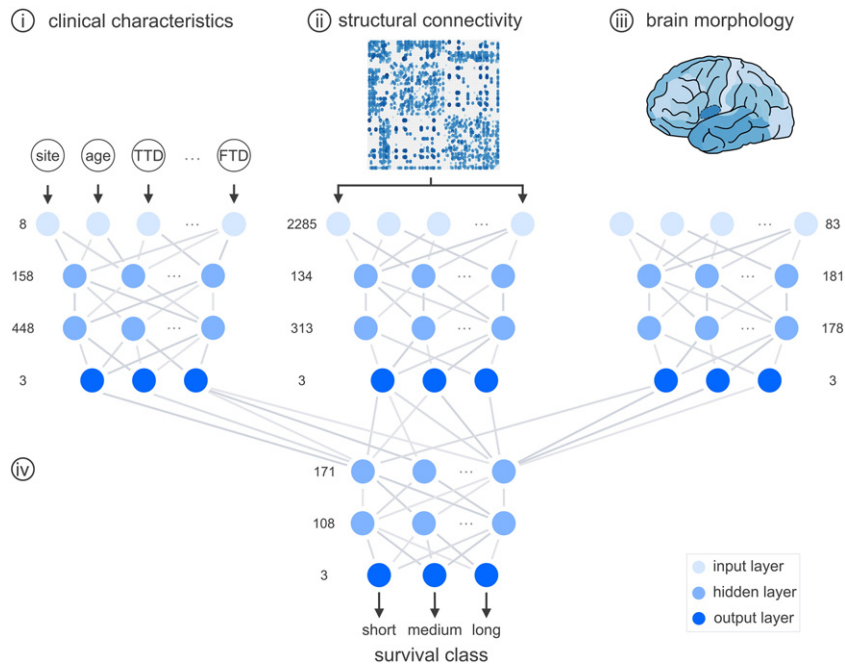 i clinical characteristics
ii structural connectivity
iii brain morphology
site age TTD ... FTD
8 ... 2285 ... ... 83
158 ... 134 ... ... 181
448 ... 313 ... ... 178
3 3 3
iv
171 ...
108 ...
3
short medium long
survival class
input layer
hidden layer
output layer